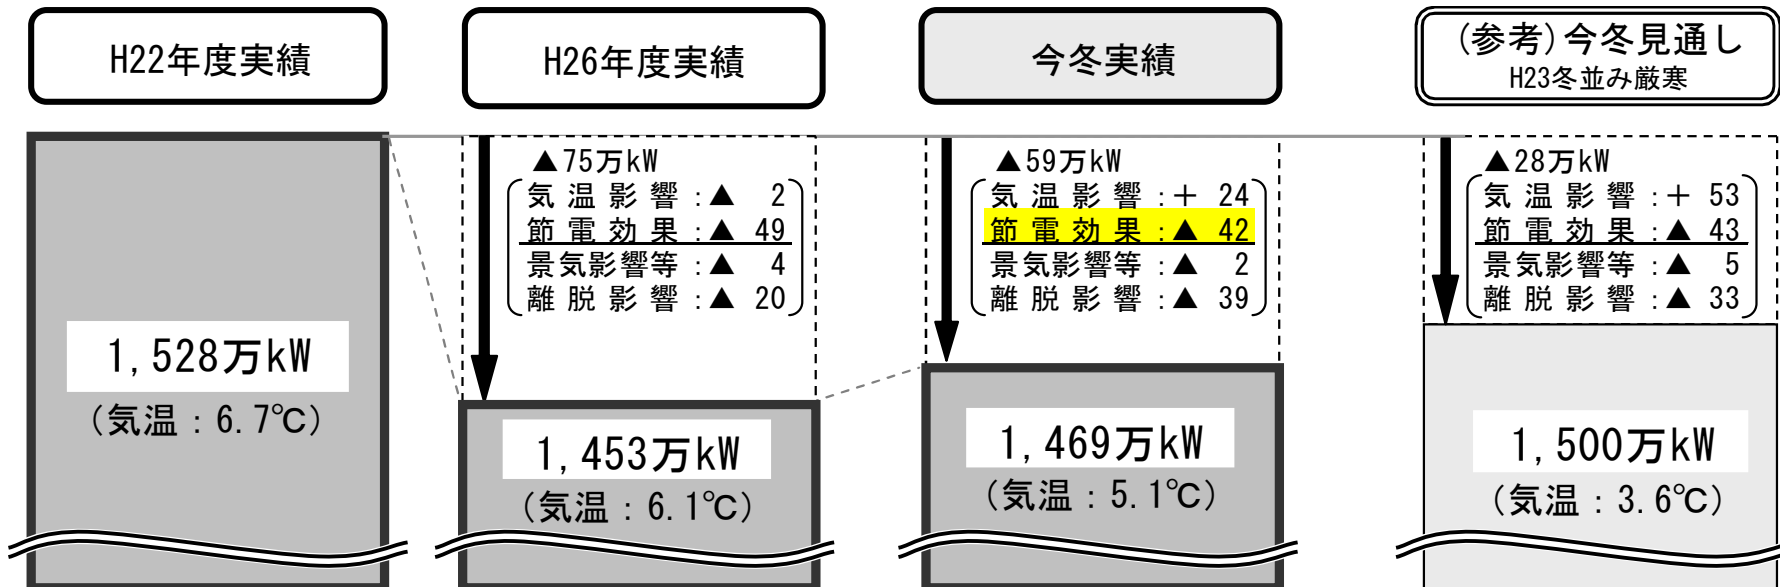 H22年度実績
H26年度実績
今冬実績
(参考)今冬見通し
H23冬並み厳寒
▲75万kW
気温影響:▲ 2
節電効果:▲ 49
景気影響等:▲ 4
離脱影響:▲ 20
▲59万kW
気温影響:+ 24
節電効果:▲ 42
景気影響等:▲ 2
離脱影響:▲ 39
▲28万kW
気温影響:+ 53
節電効果:▲ 43
景気影響等:▲ 5
離脱影響:▲ 33
1,528万kW
(気温:6.7℃)
1,453万kW
(気温:6.1℃)
1,469万kW
(気温:5.1℃)
1,500万kW
(気温:3.6℃)